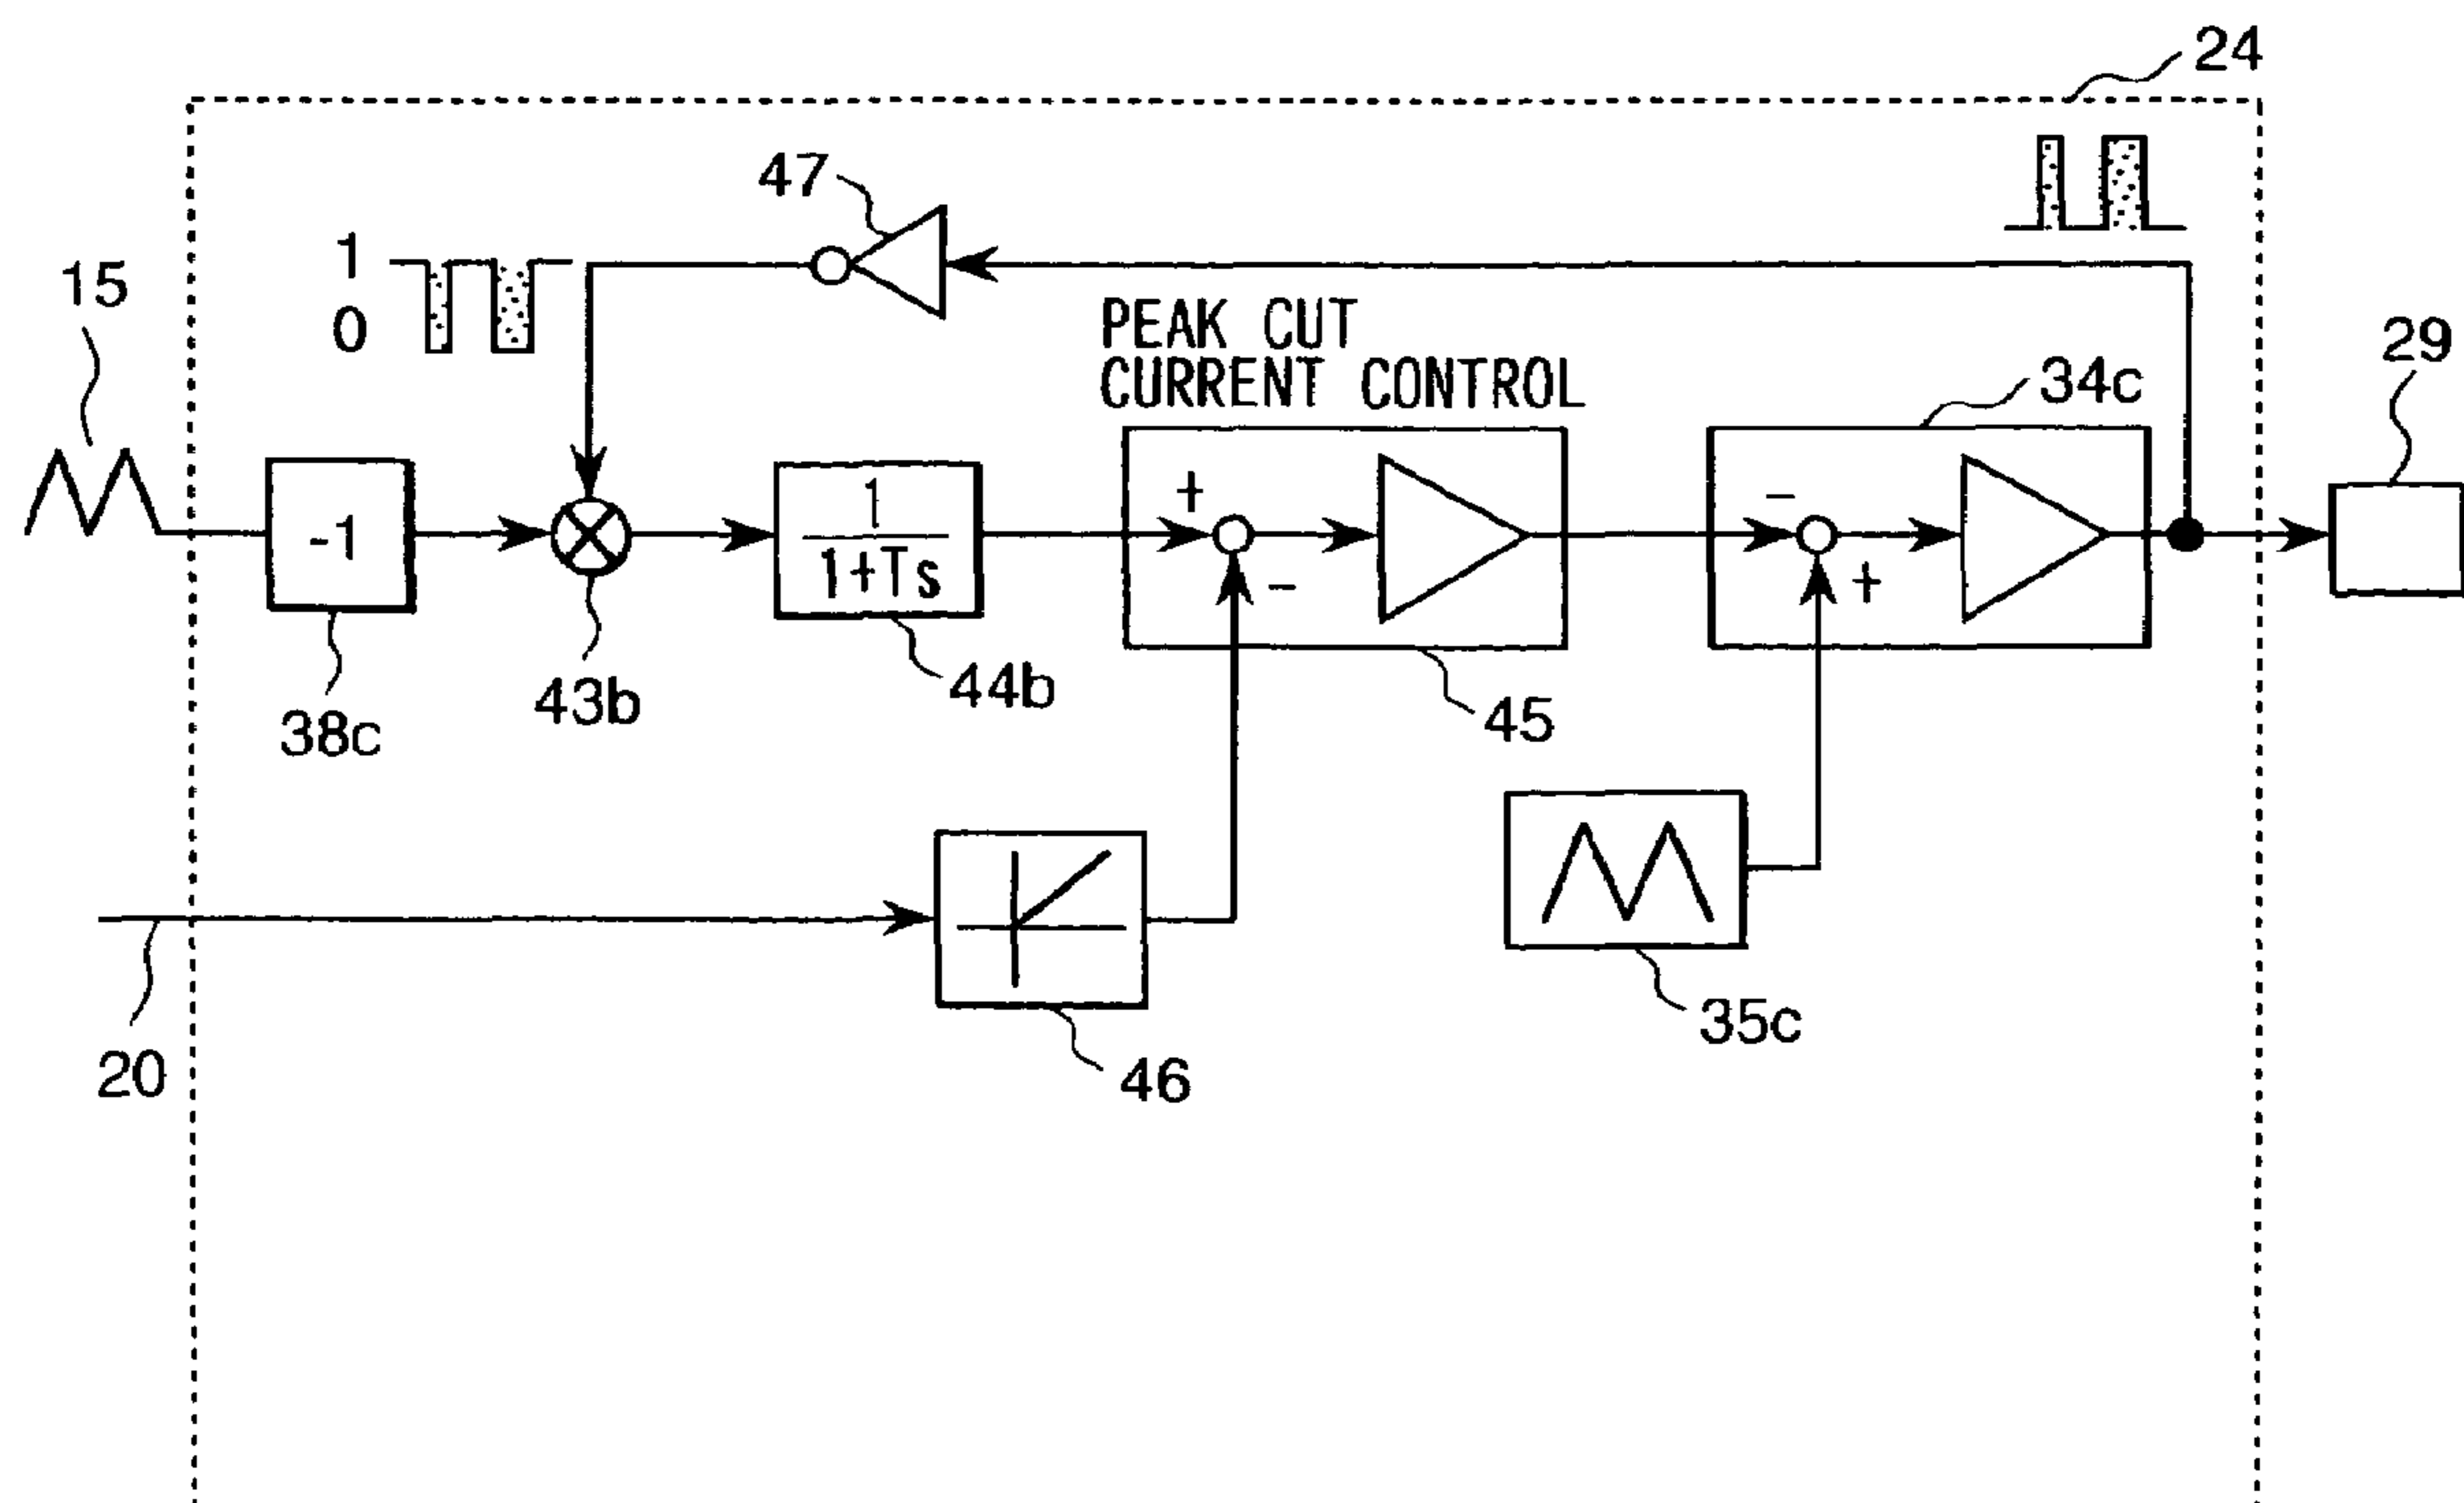 24
47
1
0
15
PEAK CUT
CURRENT CONTROL
29
34c
+
−
-1
1
1+Ts
−
+
38c
43b
44b
45
20
46
35c